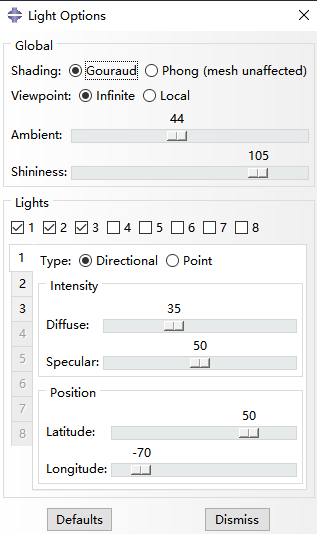 Light Options
Global
Shading: Gouraud Phong (mesh unaffected)
Viewpoint: Infinite Local
44
Ambient:
105
Shininess:
Lights
1 2 3 4 5 6 7 8
1
Type: Directional Point
2
Intensity
3
35
Diffuse:
4
50
5
Specular:
6
Position
7
50
Latitude:
8
-70
Longitude:
Defaults Dismiss